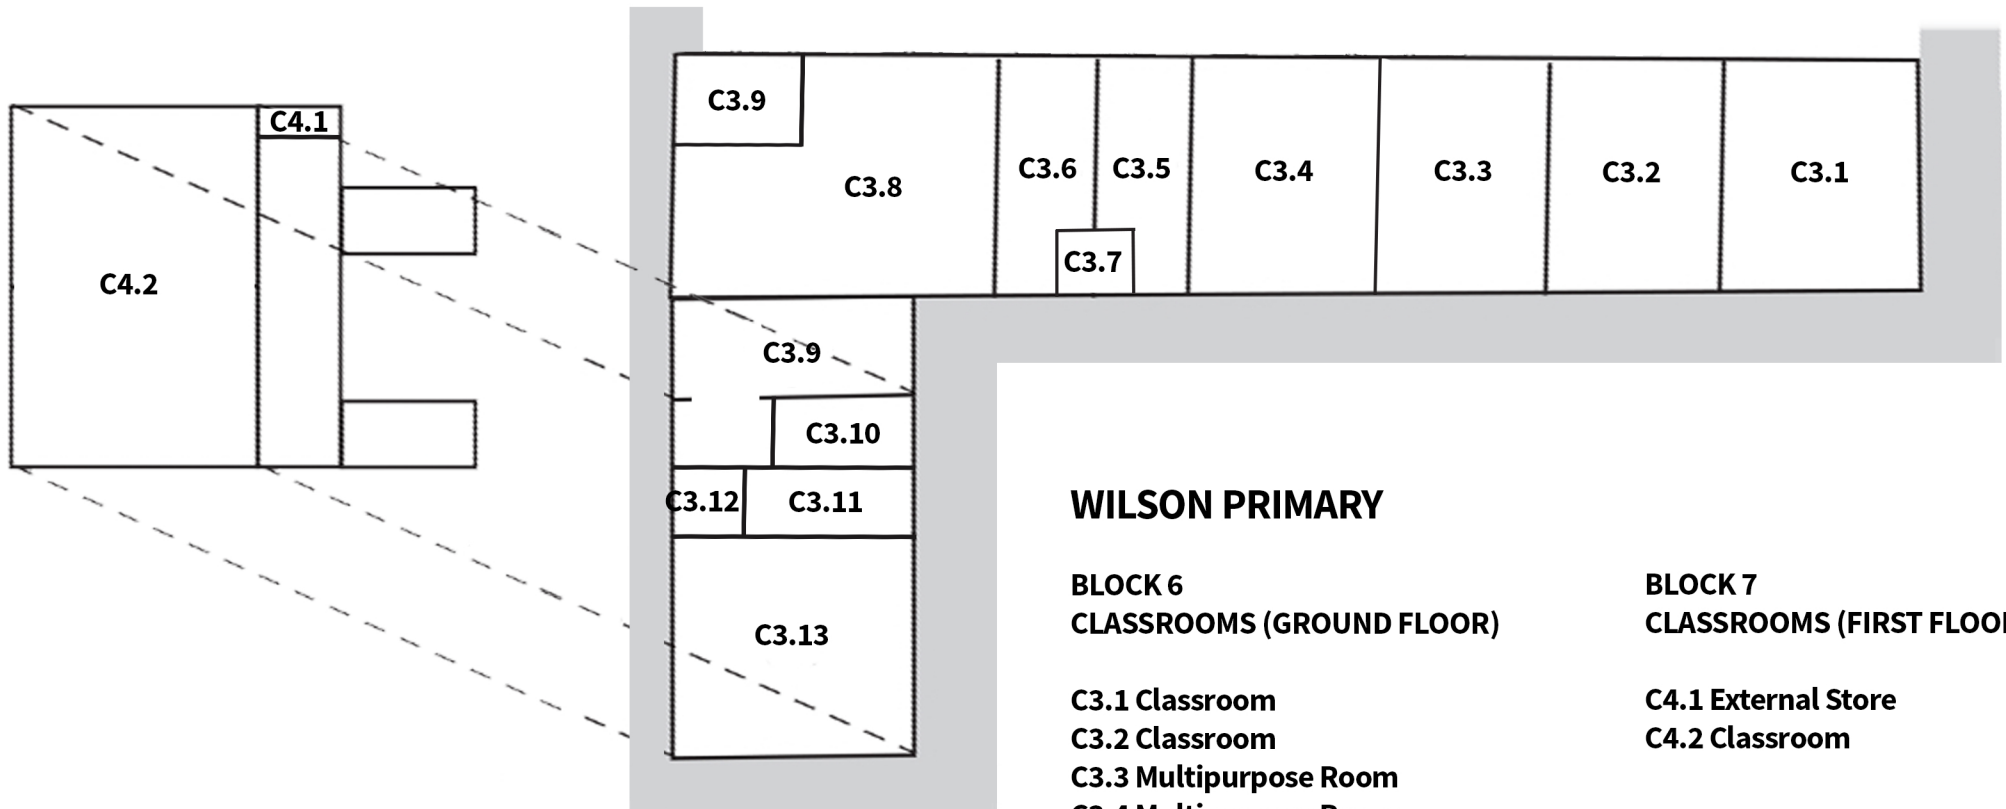 C3.9
C4.1
C3.6
C3.5
C3.4
C3.3
C3.2
C3.1
C3.8
C3.7
C4.2
C3.9
C3.10
C3.12
C3.11
C3.13
WILSON PRIMARY
BLOCK 6
CLASSROOMS (GROUND FLOOR)
C3.1 Classroom
C3.2 Classroom
C3.3 Multipurpose Room
BLOCK 7
CLASSROOMS (FIRST
C4.1 External Store
C4.2 Classroom